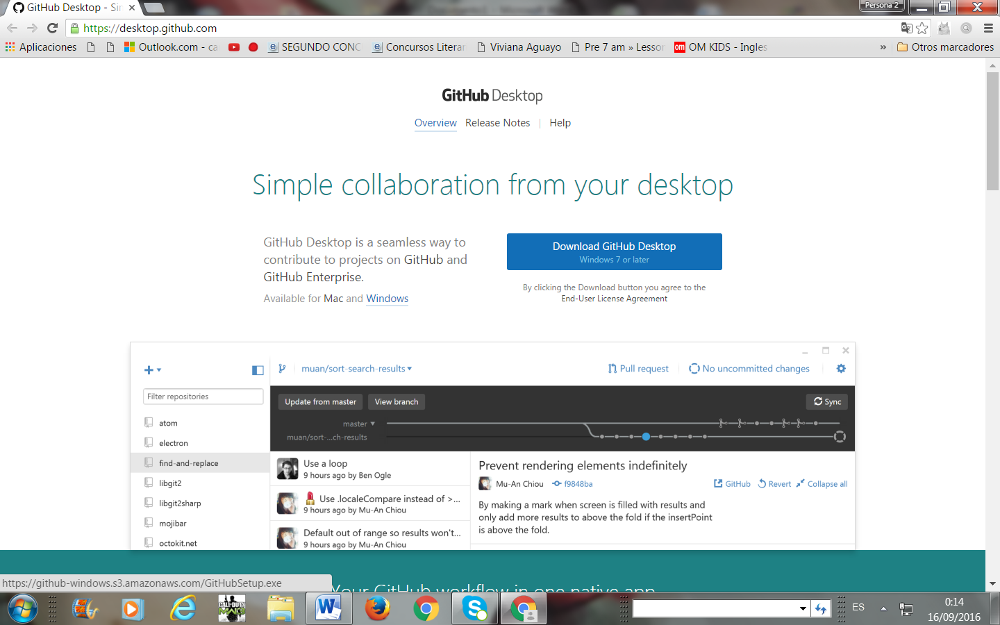 GitHub Desktop - Sin
Persona 2
https://desktop.github.com
Aplicaciones
Outlook.com - ca
SEGUNDO CONC
Concursos Literar
Viviana Aguayo
Pre 7 am » Lesson
om OM KIDS - Ingles
» Otros marcadores
GitHub Desktop
Overview Release Notes | Help
Simple collaboration from your desktop
GitHub Desktop is a seamless way to
contribute to projects on GitHub and
GitHub Enterprise.
Available for Mac and Windows
Download GitHub Desktop
Windows 7 or later
By clicking the Download button you agree to the
End-User License Agreement
muan/sort-search-results
Pull request
No uncommitted changes
Filter repositories
atom
electron
find-and-replace
libgit2
libgit2sharp
mojibar
octokit.net
Update from master
View branch
Sync
master
muan/sort-...ch-results
Use a loop
9 hours ago by Ben Ogle
Use .localeCompare instead of >...
9 hours ago by Mu-An Chiou
Default out of range so results won't...
9 hours ago by Mu-An Chiou
Prevent rendering elements indefinitely
Mu-An Chiou f9848ba
GitHub Revert Collapse all
By making a mark when screen is filled with results and
only add more results to above the fold if the insertPoint
is above the fold.
Your GitHub workflow in one native app
https://github-windows.s3.amazonaws.com/GitHubSetup.exe
CALL OF DUTY
ES
0:14
16/09/2016